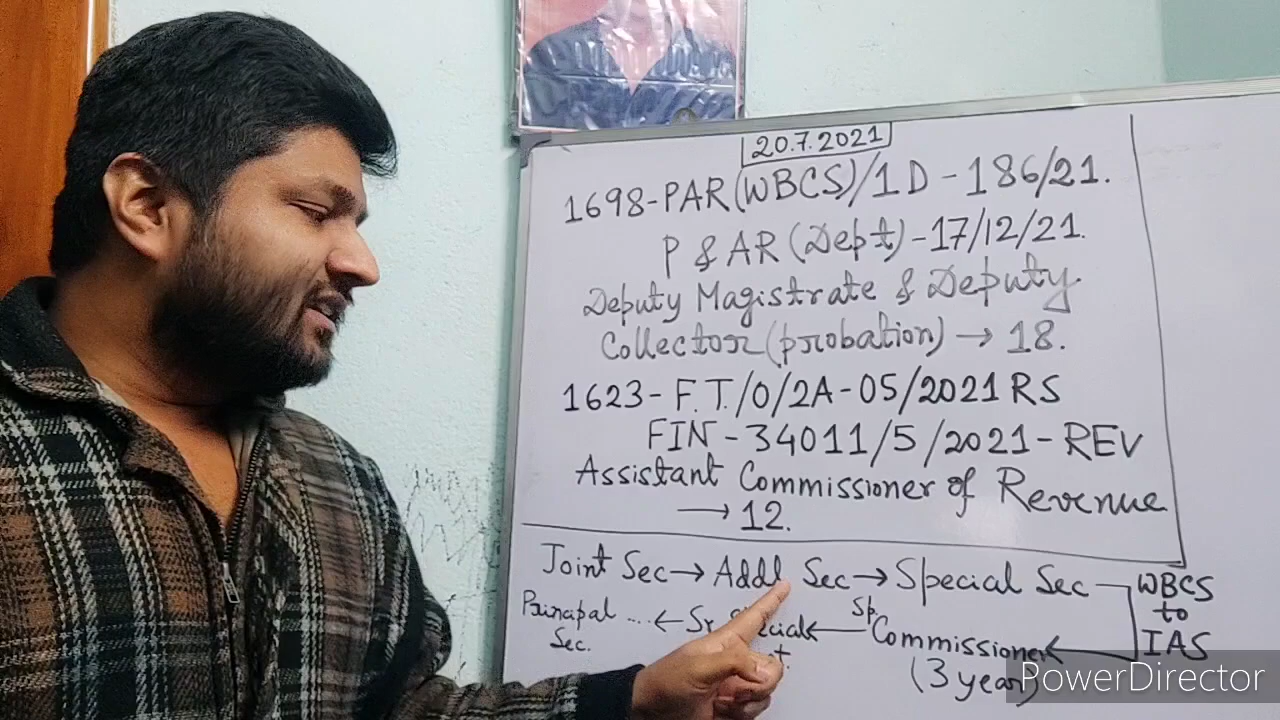 20.7.2021
1698-PAR(WBCS)/1D-186/21.
P & AR (Dept)-17/12/21.
Deputy Magistrate & Deputy
Collector (probation) → 18.
1623-F.T./O/2A-05/2021 RS
FIN-34011/5/2021-REV
Assistant Commissioner of Revenue
→ 12.
Joint Sec → Addl Sec → Special Sec
WBCS
to
IAS
Sp. Commissioner
(3 year)
Principal ... ←
Sec.
PowerDirector